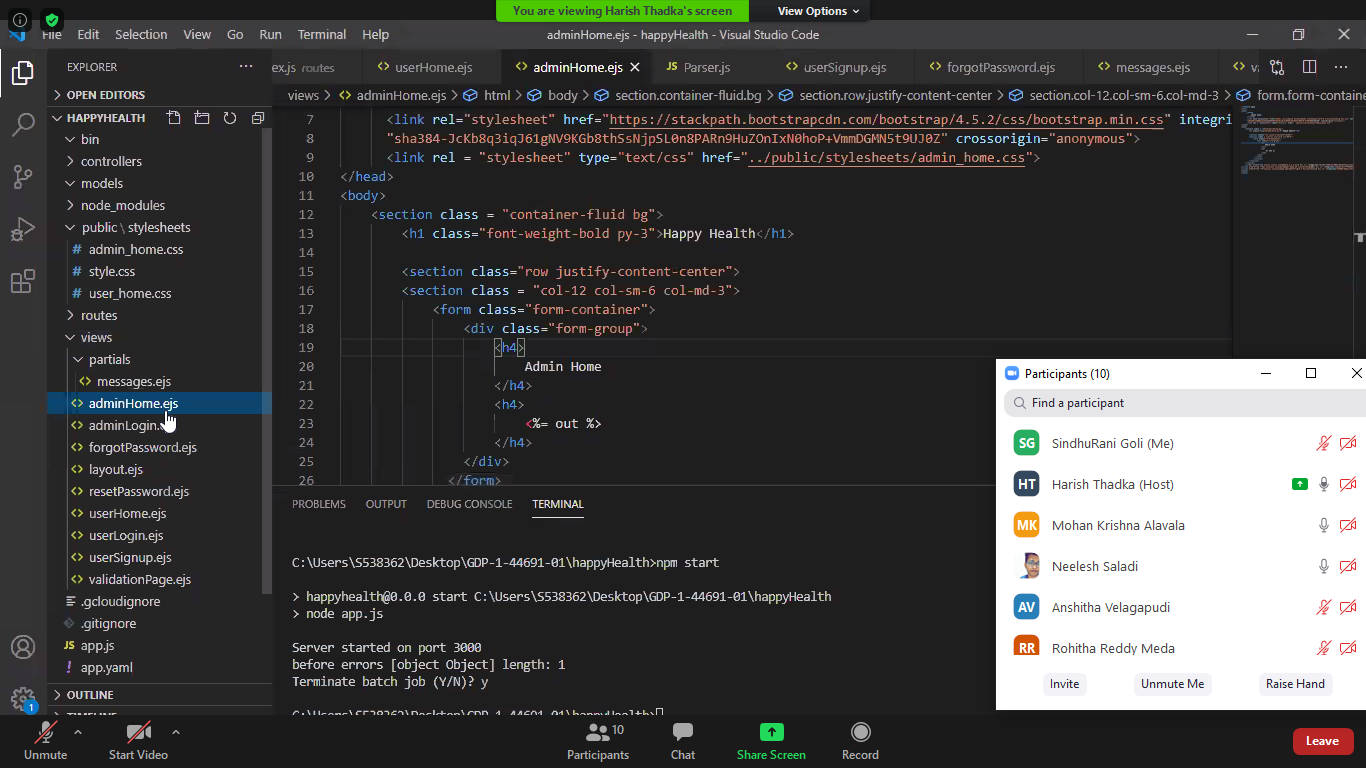 You are viewing Harish Thadka's screen
View Options
File Edit Selection View Go Run Terminal Help
adminHome.ejs - happyHealth - Visual Studio Code
EXPLORER
ex.js routes
userHome.ejs
adminHome.ejs
JS Parser.js
userSignup.ejs
forgotPassword.ejs
messages.ejs
OPEN EDITORS
views > adminHome.ejs > html > body > section.container-fluid.bg > section.row.justify-content-center > section.col-12.col-sm-6.col-md-3 > form.form-containe
HAPPYHEALTH
bin
controllers
models
node_modules
public \ stylesheets
# admin_home.css
# style.css
# user_home.css
routes
views
partials
messages.ejs
adminHome.ejs
adminLogin.
forgotPassword.ejs
layout.ejs
resetPassword.ejs
userHome.ejs
userLogin.ejs
userSignup.ejs
validationPage.ejs
.gcloudignore
.gitignore
JS app.js
! app.yaml
OUTLINE
TIMELINE
1
7 <link rel="stylesheet" href="https://stackpath.bootstrapcdn.com/bootstrap/4.5.2/css/bootstrap.min.css" integri
8 "sha384-JcKb8q3iqJ61gNV9KGb8thSsNjpSL0n8PARn9HuZOnIxN0hoP+VmmDGMN5t9UJ0Z" crossorigin="anonymous">
9 <link rel = "stylesheet" type="text/css" href="../public/stylesheets/admin_home.css">
10 </head>
11 <body>
12 <section class = "container-fluid bg">
13 <h1 class="font-weight-bold py-3">Happy Health</h1>
14
15 <section class="row justify-content-center">
16 <section class = "col-12 col-sm-6 col-md-3">
17 <form class="form-container">
18 <div class="form-group">
19 <h4>
20 Admin Home
21 </h4>
22 <h4>
23 <%= out %>
24 </h4>
25 </div>
26 </form>
PROBLEMS OUTPUT DEBUG CONSOLE TERMINAL
C:\Users\S538362\Desktop\GDP-1-44691-01\happyHealth>npm start
> happyhealth@0.0.0 start C:\Users\S538362\Desktop\GDP-1-44691-01\happyHealth
> node app.js
Server started on port 3000
before errors [object Object] length: 1
Terminate batch job (Y/N)? y
C:\Users\S538362\Desktop\GDP-1-44691-01\happyHealth>
Participants (10)
Find a participant
SG SindhuRani Goli (Me)
HT Harish Thadka (Host)
MK Mohan Krishna Alavala
Neelesh Saladi
AV Anshitha Velagapudi
RR Rohitha Reddy Meda
Invite Unmute Me Raise Hand
Unmute
Start Video
Participants 10
Chat
Share Screen
Record
Leave